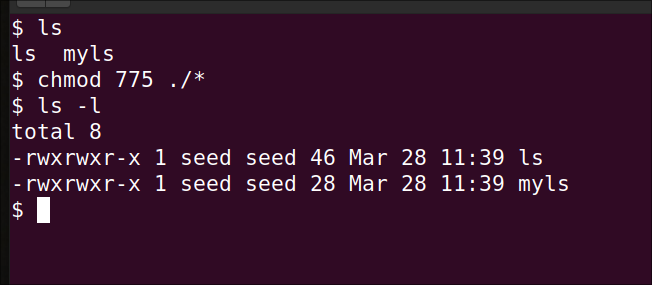 $ ls
ls  myls
$ chmod 775 ./*
$ ls -l
total 8
-rwxrwxr-x 1 seed seed 46 Mar 28 11:39 ls
-rwxrwxr-x 1 seed seed 28 Mar 28 11:39 myls
$